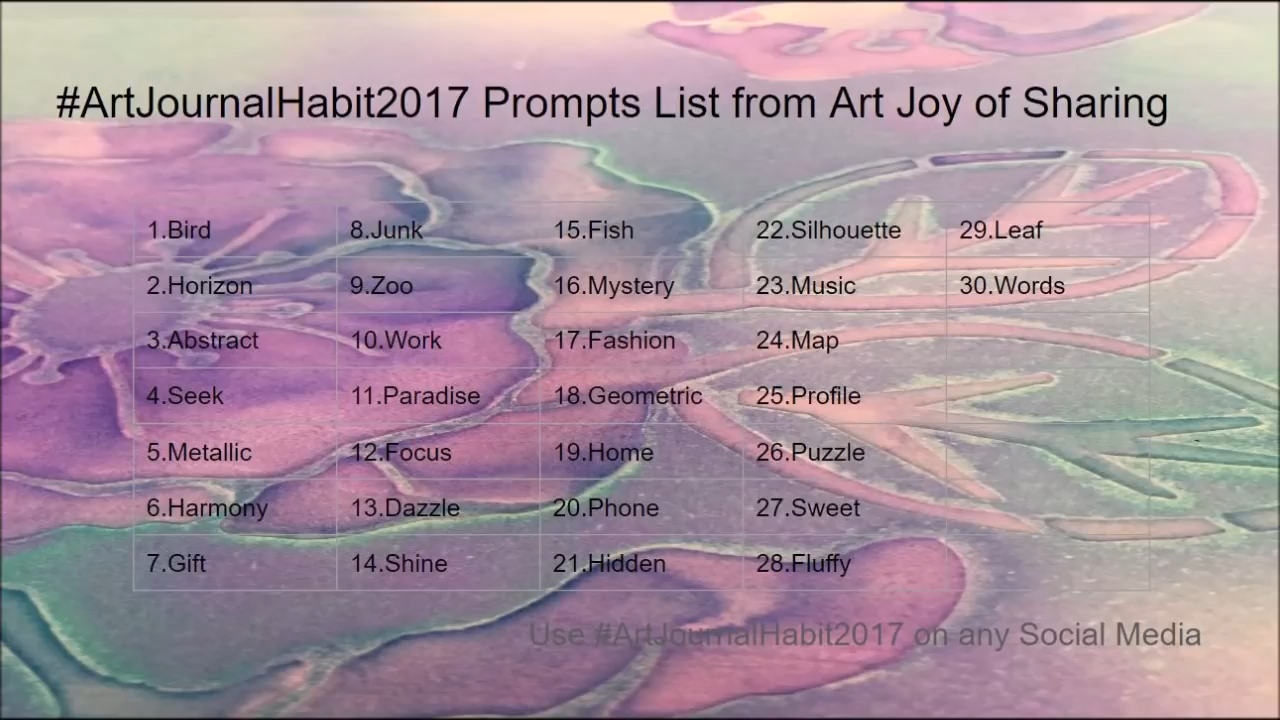 #ArtJournalHabit2017 Prompts List from Art Joy of Sharing
1.Bird 8.Junk 15.Fish 22.Silhouette 29.Leaf
2.Horizon 9.Zoo 16.Mystery 23.Music 30.Words
3.Abstract 10.Work 17.Fashion 24.Map
4.Seek 11.Paradise 18.Geometric 25.Profile
5.Metallic 12.Focus 19.Home 26.Puzzle
6.Harmony 13.Dazzle 20.Phone 27.Sweet
7.Gift 14.Shine 21.Hidden 28.Fluffy
Use #ArtJournalHabit2017 on any Social Media